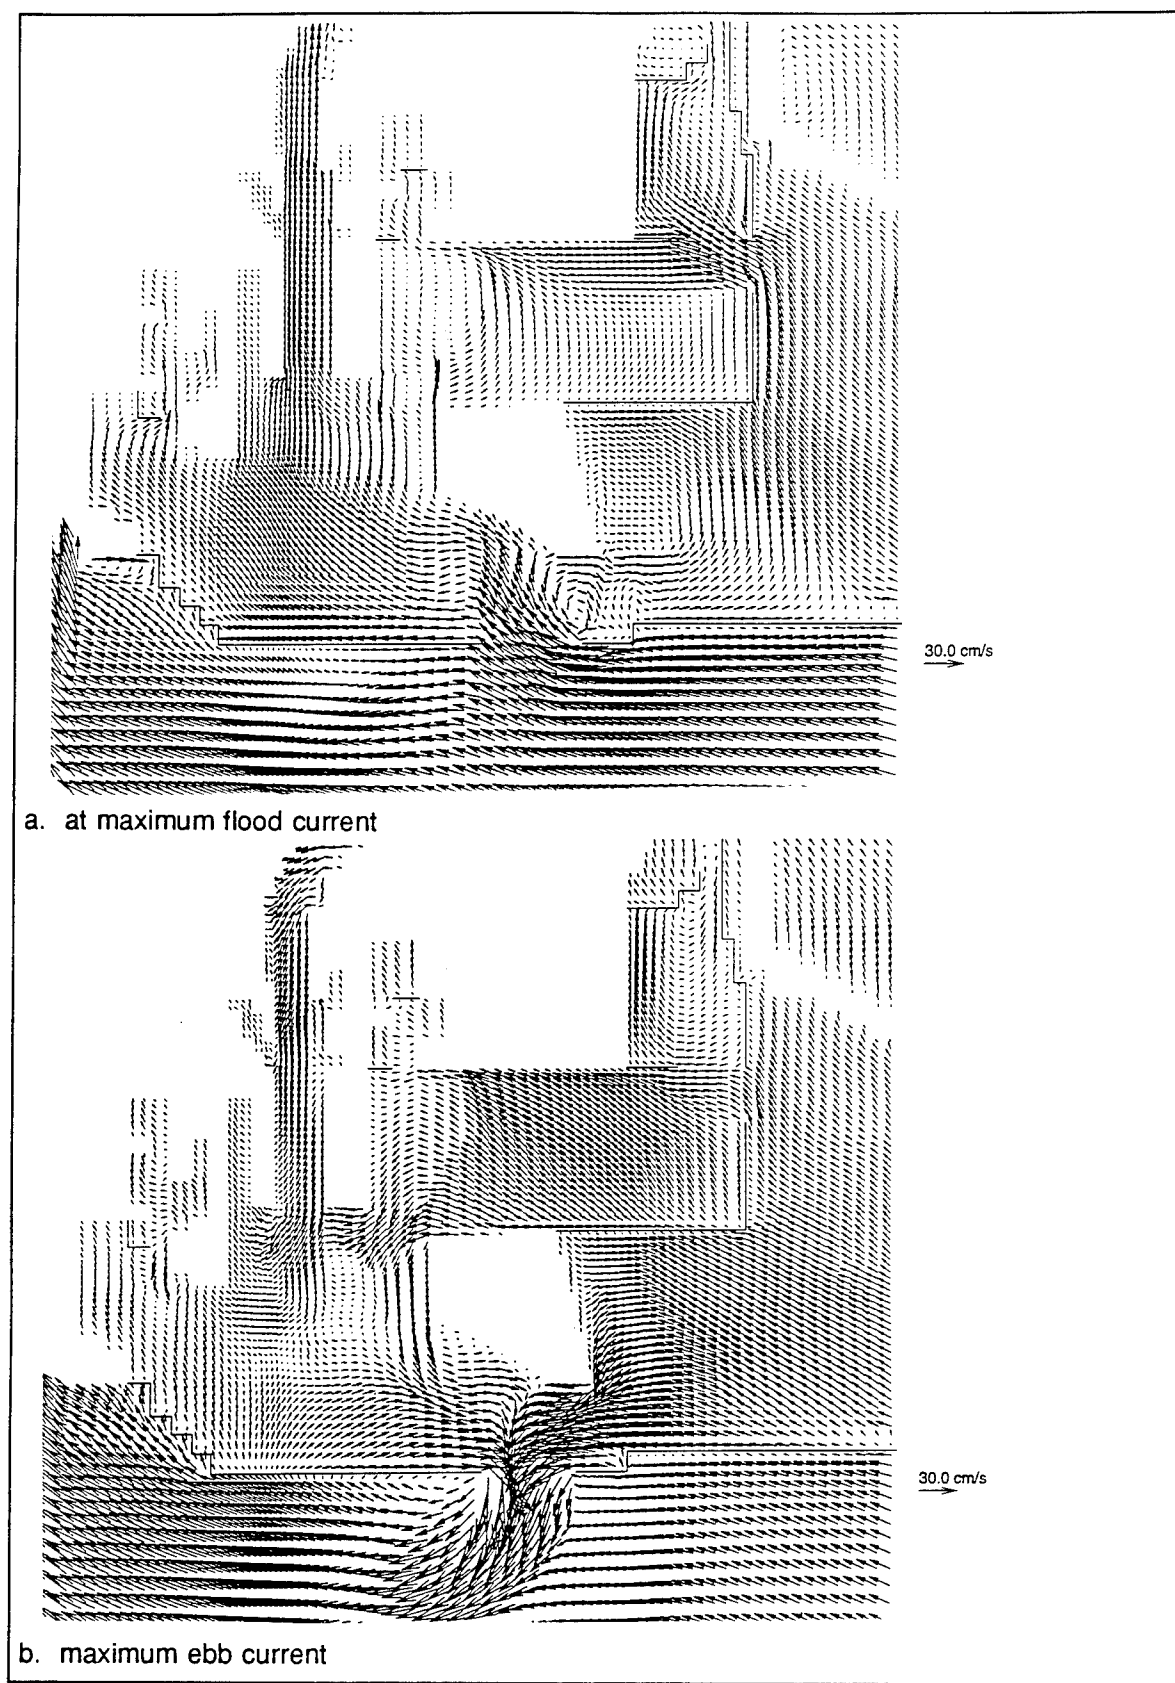 30.0 cm/s
a. at maximum flood current
30.0 cm/s
b. maximum ebb current